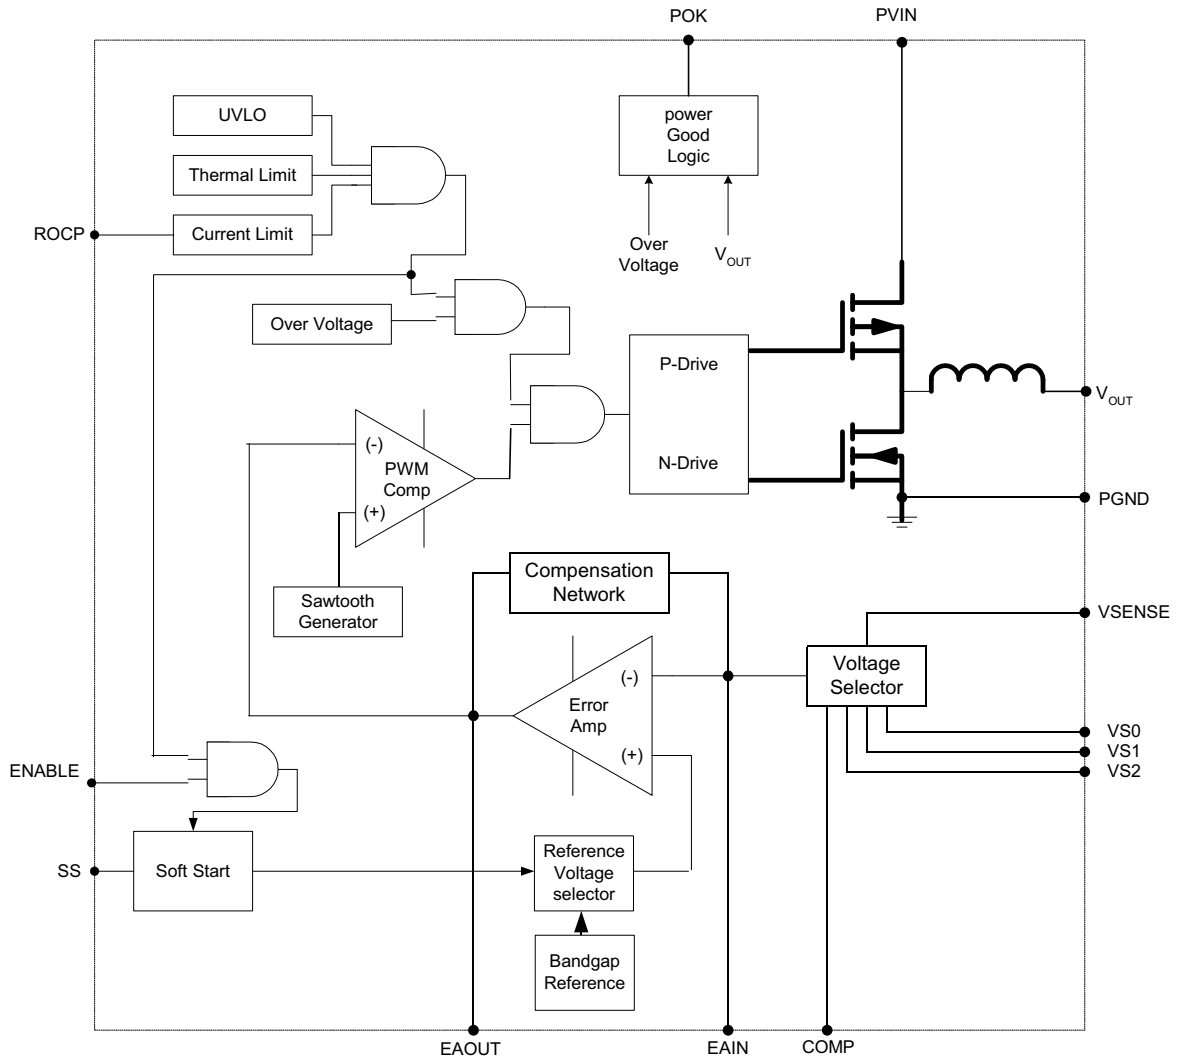 POK
PVIN
UVLO
power
Good
Logic
Thermal Limit
ROCP
Current Limit
Over
Voltage
VOUT
Over Voltage
P-Drive
VOUT
(-)
PWM
Comp
(+)
N-Drive
PGND
Compensation
Network
Sawtooth
Generator
VSENSE
Voltage
Selector
(-)
Error
Amp
(+)
VS0
VS1
VS2
ENABLE
SS
Soft Start
Reference
Voltage
selector
Bandgap
Reference
EAOUT
EAIN
COMP